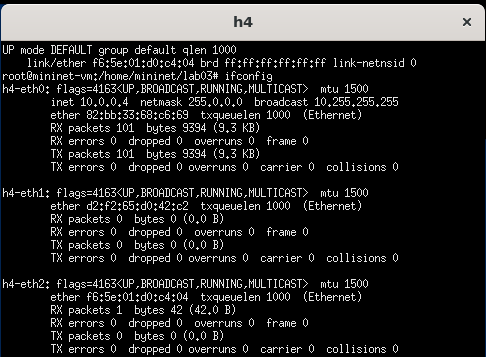 h4
×
UP mode DEFAULT group default qlen 1000
link/ether f6:5e:01:d0:c4:04 brd ff:ff:ff:ff:ff:ff link-netnsid 0
root@mininet-vm:/home/mininet/lab03# ifconfig
h4-eth0: flags=4163<UP,BROADCAST,RUNNING,MULTICAST>  mtu 1500
inet 10.0.0.4  netmask 255.0.0.0  broadcast 10.255.255.255
ether 82:bb:33:68:c6:69  txqueuelen 1000  (Ethernet)
RX packets 101  bytes 9394 (9.3 KB)
RX errors 0  dropped 0  overruns 0  frame 0
TX packets 101  bytes 9394 (9.3 KB)
TX errors 0  dropped 0 overruns 0  carrier 0  collisions 0
h4-eth1: flags=4163<UP,BROADCAST,RUNNING,MULTICAST>  mtu 1500
ether d2:f2:65:d0:42:c2  txqueuelen 1000  (Ethernet)
RX packets 0  bytes 0 (0.0 B)
RX errors 0  dropped 0  overruns 0  frame 0
TX packets 0  bytes 0 (0.0 B)
TX errors 0  dropped 0 overruns 0  carrier 0  collisions 0
h4-eth2: flags=4163<UP,BROADCAST,RUNNING,MULTICAST>  mtu 1500
ether f6:5e:01:d0:c4:04  txqueuelen 1000  (Ethernet)
RX packets 1  bytes 42 (42.0 B)
RX errors 0  dropped 0  overruns 0  frame 0
TX packets 0  bytes 0 (0.0 B)
TX errors 0  dropped 0 overruns 0  carrier 0  collisions 0